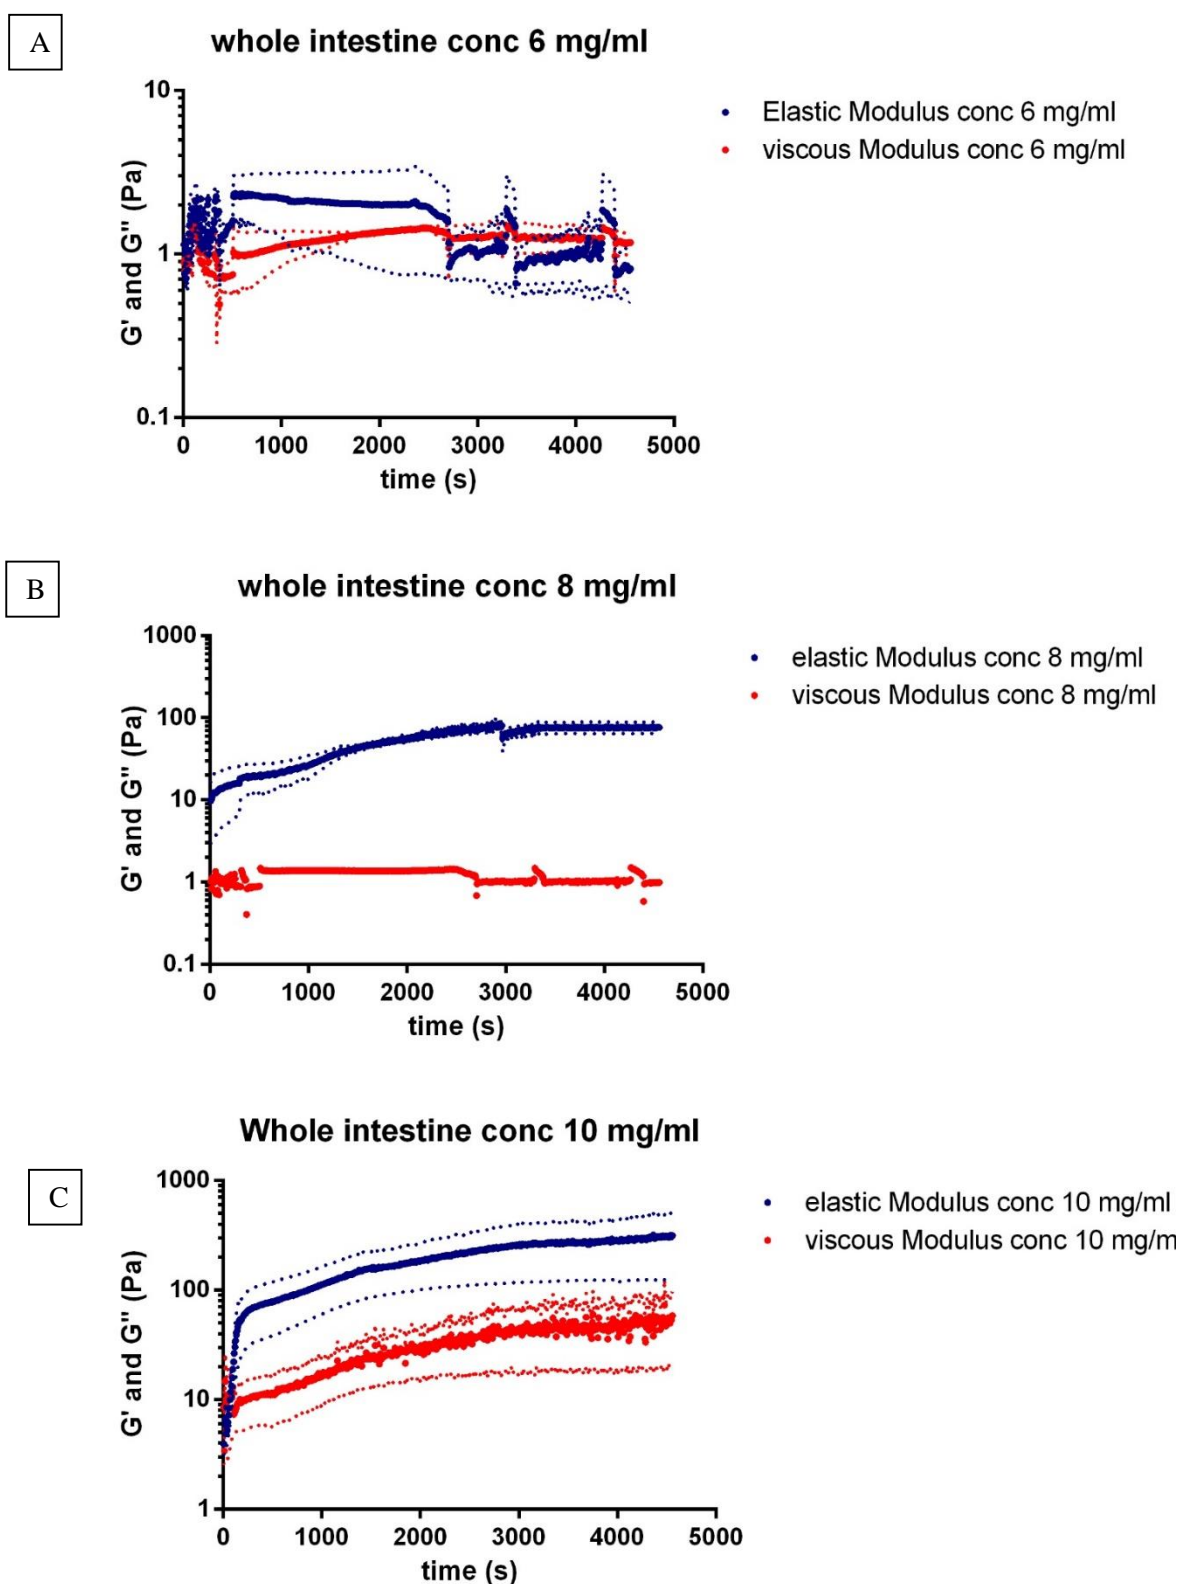 A
whole intestine conc 6 mg/ml
10
1
0.1
G' and G" (Pa)
0 1000 2000 3000 4000 5000
time (s)
Elastic Modulus conc 6 mg/ml
viscous Modulus conc 6 mg/ml
B
whole intestine conc 8 mg/ml
1000
100
10
1
0.1
G' and G" (Pa)
0 1000 2000 3000 4000 5000
time (s)
elastic Modulus conc 8 mg/ml
viscous Modulus conc 8 mg/ml
C
Whole intestine conc 10 mg/ml
1000
100
10
1
G' and G" (Pa)
0 1000 2000 3000 4000 5000
time (s)
elastic Modulus conc 10 mg/ml
viscous Modulus conc 10 mg/m